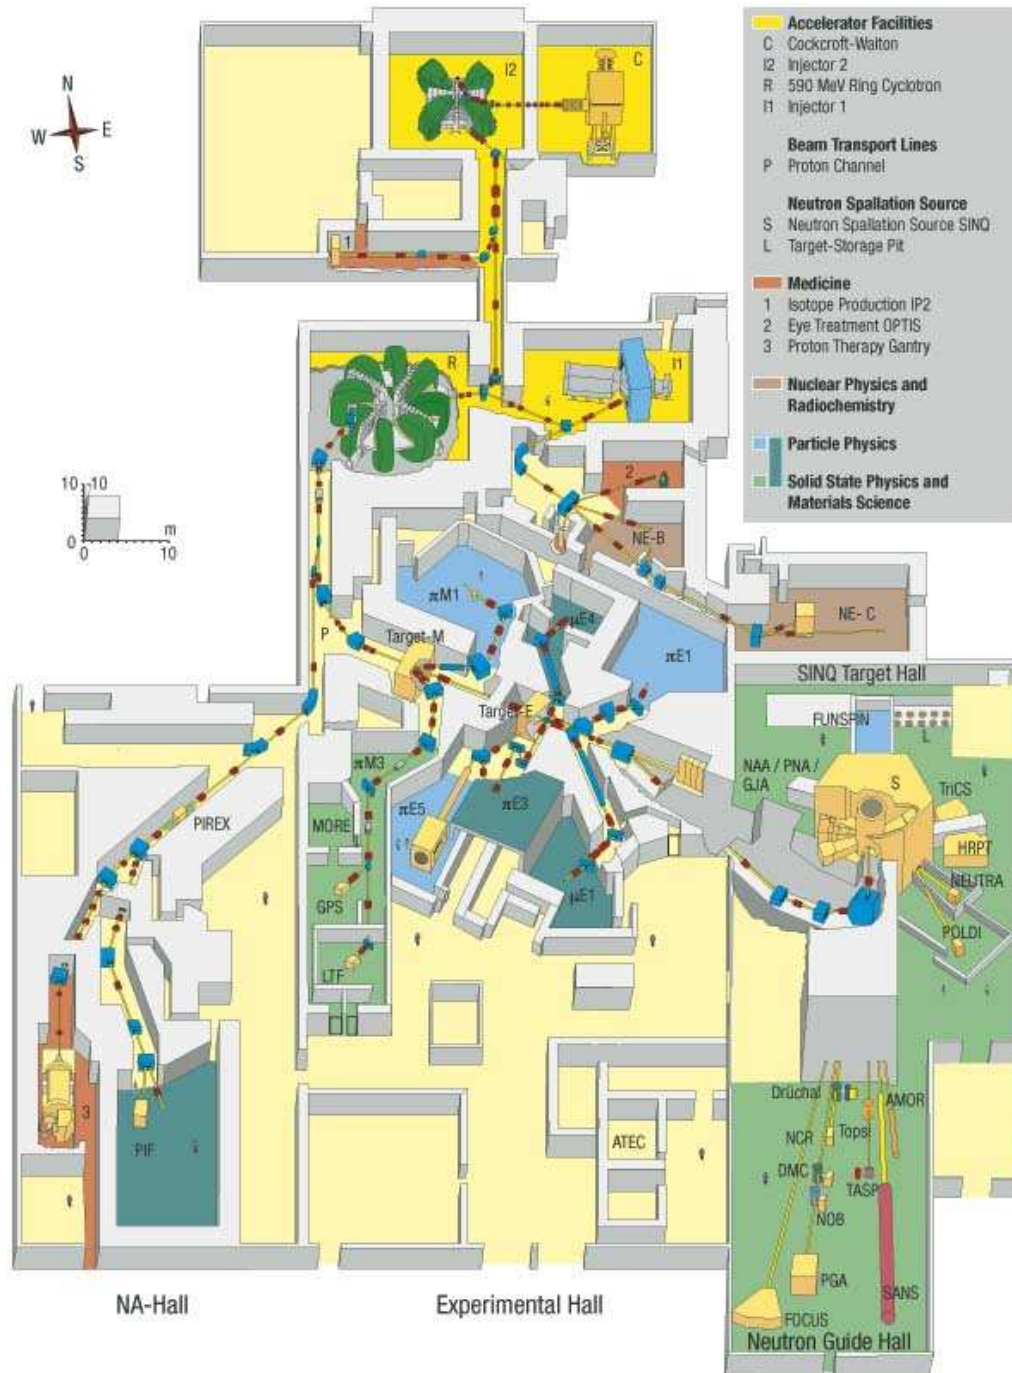 Accelerator Facilities
C Cockcroft-Walton
I2 Injector 2
R 590 MeV Ring Cyclotron
I1 Injector 1
Beam Transport Lines
P Proton Channel
Neutron Spallation Source
S Neutron Spallation Source SINQ
L Target-Storage Pit
Medicine
1 Isotope Production IP2
2 Eye Treatment OPTIS
3 Proton Therapy Gantry
Nuclear Physics and
Radiochemistry
Particle Physics
Solid State Physics and
Materials Science
N
W E
S
I2
C
1
R
I1
10 10
m
0
0 10
2
NE-B
πM1
μE4
NE-C
P
Target-M
πE1
SINQ Target Hall
Target-E
FUNSPIN
L
πM3
NAA / PNA /
GJA
S
TriCS
PIREX
MORE
πE5
πE3
HRPT
NEUTRA
GPS
μE1
POLDI
LTF
3
PIF
ATEC
Drüchal
AMOR
NCR
Topsi
DMC
TASP
NOB
PGA
SANS
FOCUS
NA-Hall
Experimental Hall
Neutron Guide Hall